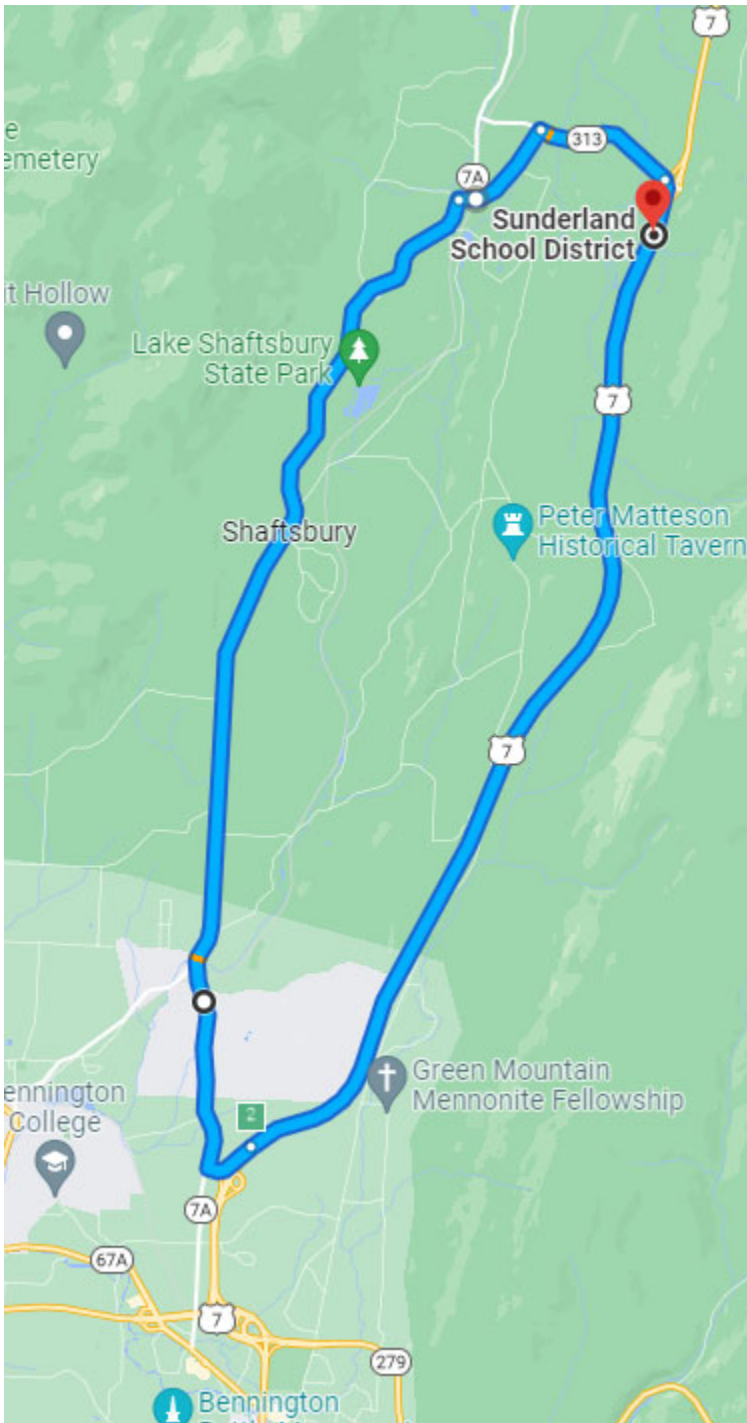 7
e
emetery
313
7A
Sunderland
School District
it Hollow
Lake Shaftsbury
State Park
7
Shaftsbury
Peter Matteson
Historical Tavern
7
Green Mountain
Mennonite Fellowship
ennington
College
2
7A
67A
7
279
Bennington